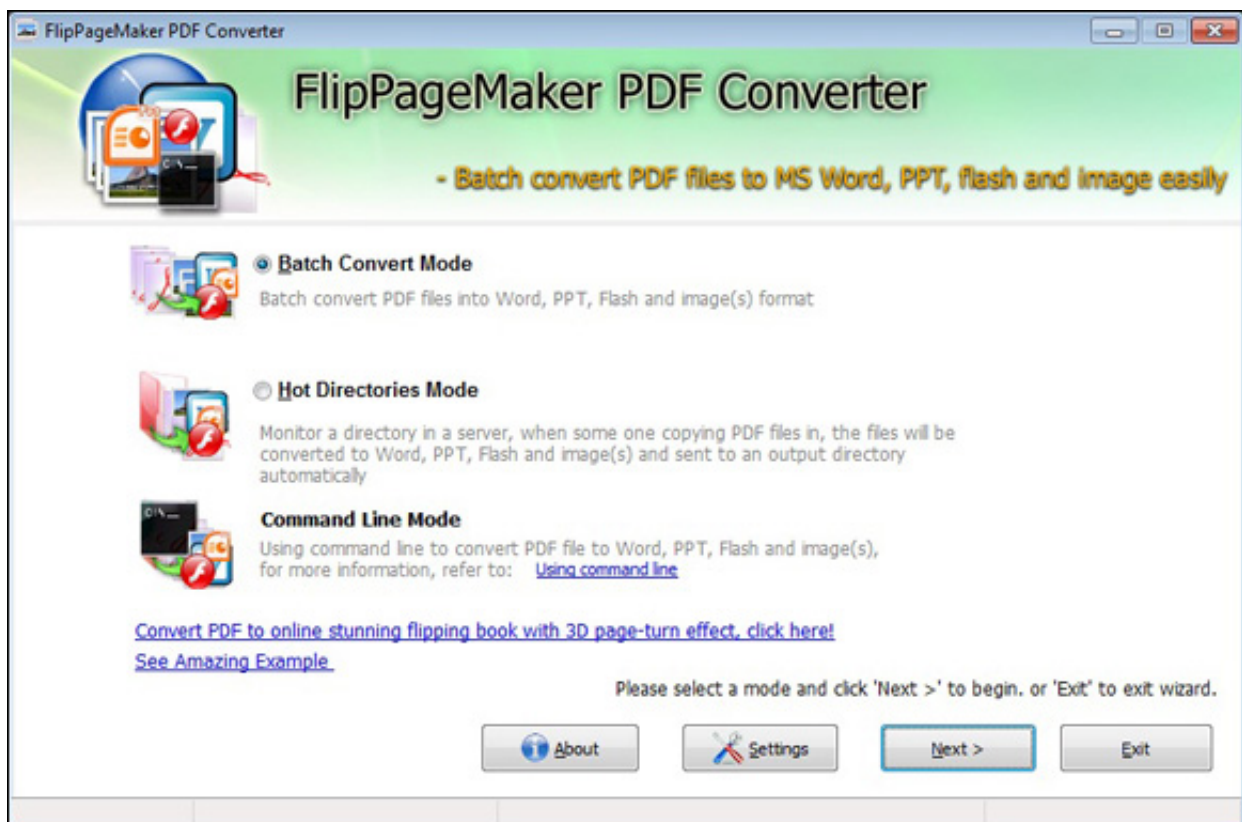 FlipPageMaker PDF Converter
FlipPageMaker PDF Converter
- Batch convert PDF files to MS Word, PPT, flash and image easily
Batch Convert Mode
Batch convert PDF files into Word, PPT, Flash and image(s) format
Hot Directories Mode
Monitor a directory in a server, when some one copying PDF files in, the files will be
converted to Word, PPT, Flash and image(s) and sent to an output directory
automatically
C:\_
Command Line Mode
Using command line to convert PDF file to Word, PPT, Flash and image(s),
for more information, refer to: Using command line
Convert PDF to online stunning flipping book with 3D page-turn effect, click here!
See Amazing Example
Please select a mode and click 'Next >' to begin. or 'Exit' to exit wizard.
About
Settings
Next >
Exit